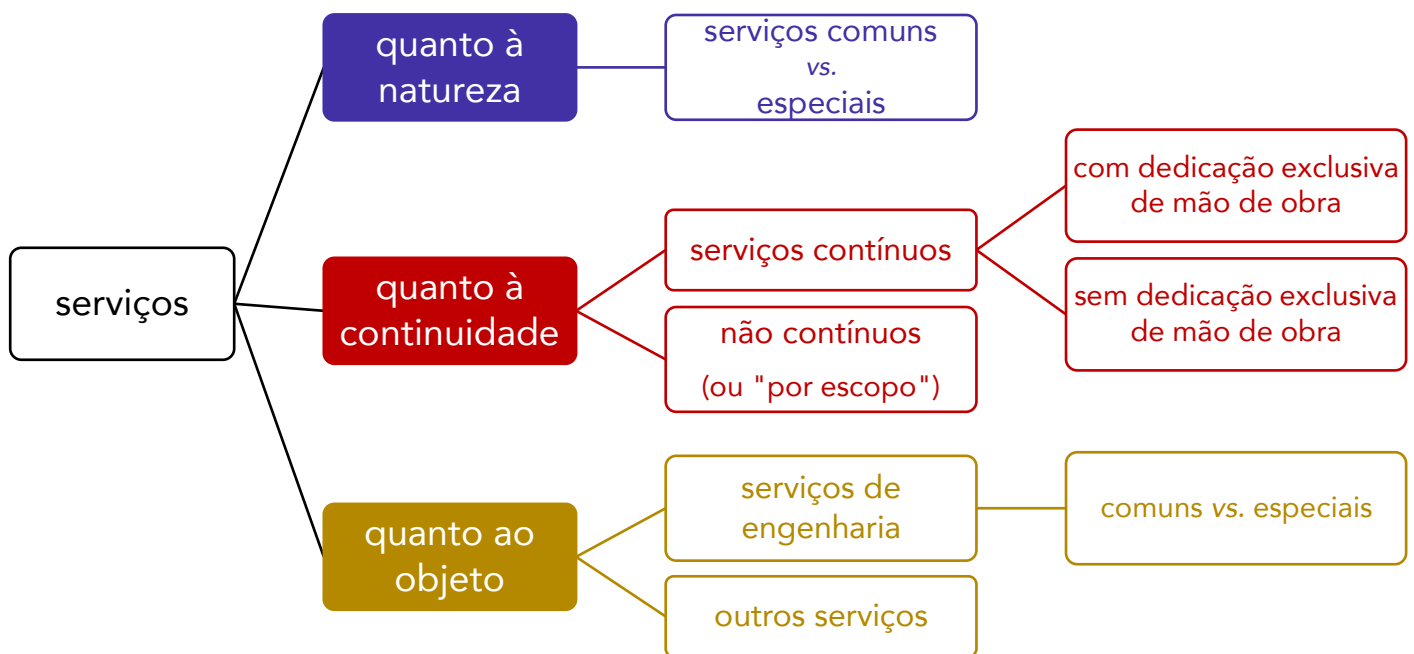 serviços
quanto à
natureza
serviços comuns
vs.
especiais
quanto à
continuidade
serviços contínuos
com dedicação exclusiva
de mão de obra
sem dedicação exclusiva
de mão de obra
não contínuos
(ou "por escopo")
quanto ao
objeto
serviços de
engenharia
comuns vs. especiais
outros serviços